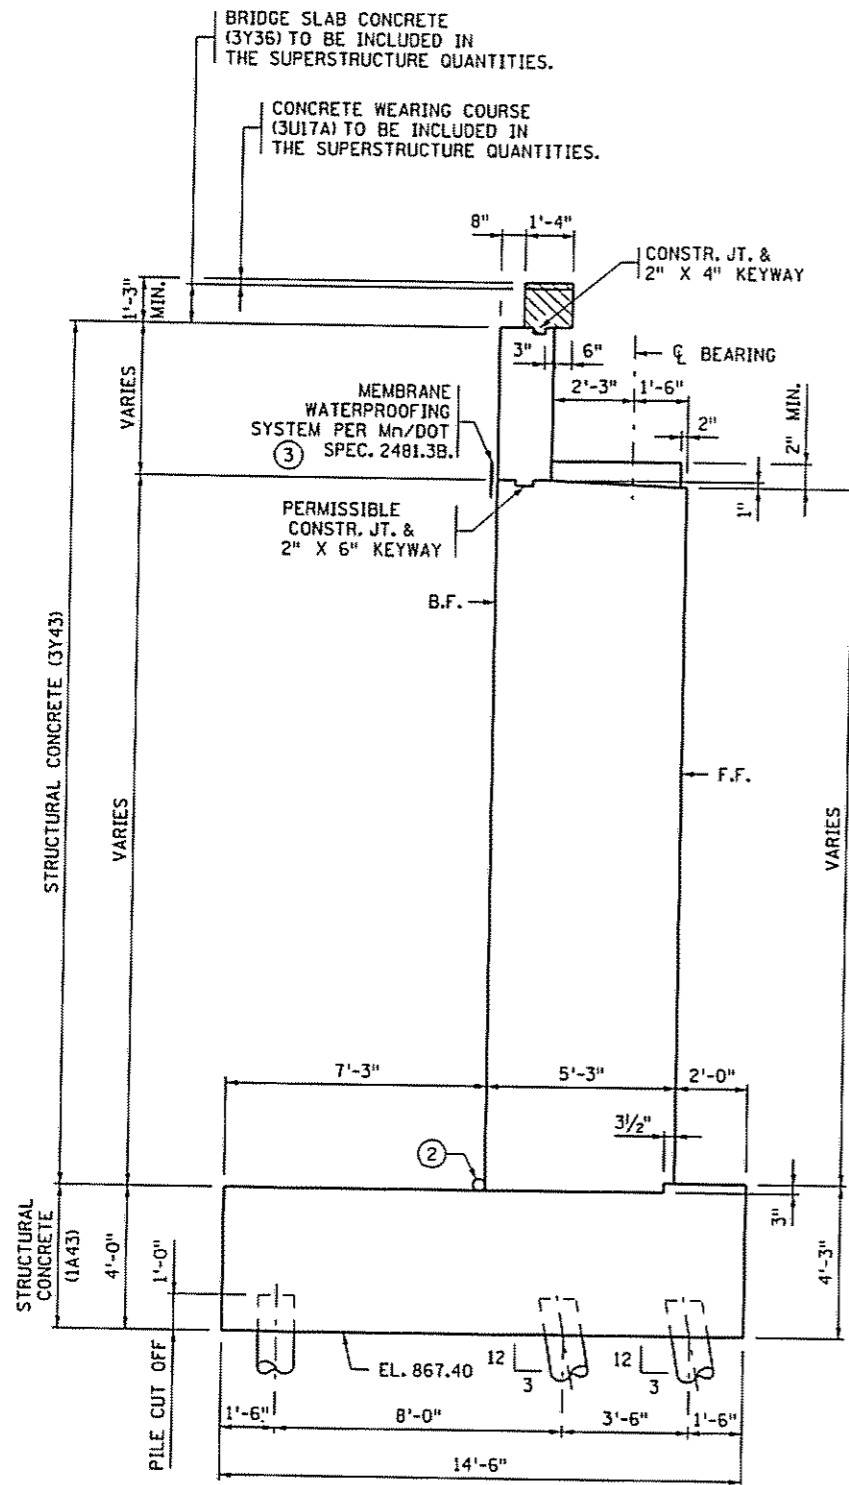 BRIDGE SLAB CONCRETE
(3Y36) TO BE INCLUDED IN
THE SUPERSTRUCTURE QUANTITIES.
CONCRETE WEARING COURSE
(3U17A) TO BE INCLUDED IN
THE SUPERSTRUCTURE QUANTITIES.
8"
1'-4"
CONSTR. JT. &
2" X 4" KEYWAY
1'-3"
MIN.
3"
6"
℄ BEARING
2'-3"
1'-6"
2"
2" MIN.
1"
VARIES
MEMBRANE
WATERPROOFING
SYSTEM PER Mn/DOT
3 SPEC. 2481.3B.
PERMISSIBLE
CONSTR. JT. &
2" X 6" KEYWAY
B.F.
F.F.
STRUCTURAL CONCRETE (3Y43)
VARIES
VARIES
7'-3"
5'-3"
2'-0"
3½"
2
3"
STRUCTURAL
CONCRETE
(1A43)
4'-0"
1'-0"
4'-3"
PILE CUT OFF
EL. 867.40
12
3
12
3
1'-6"
8'-0"
3'-6"
1'-6"
14'-6"